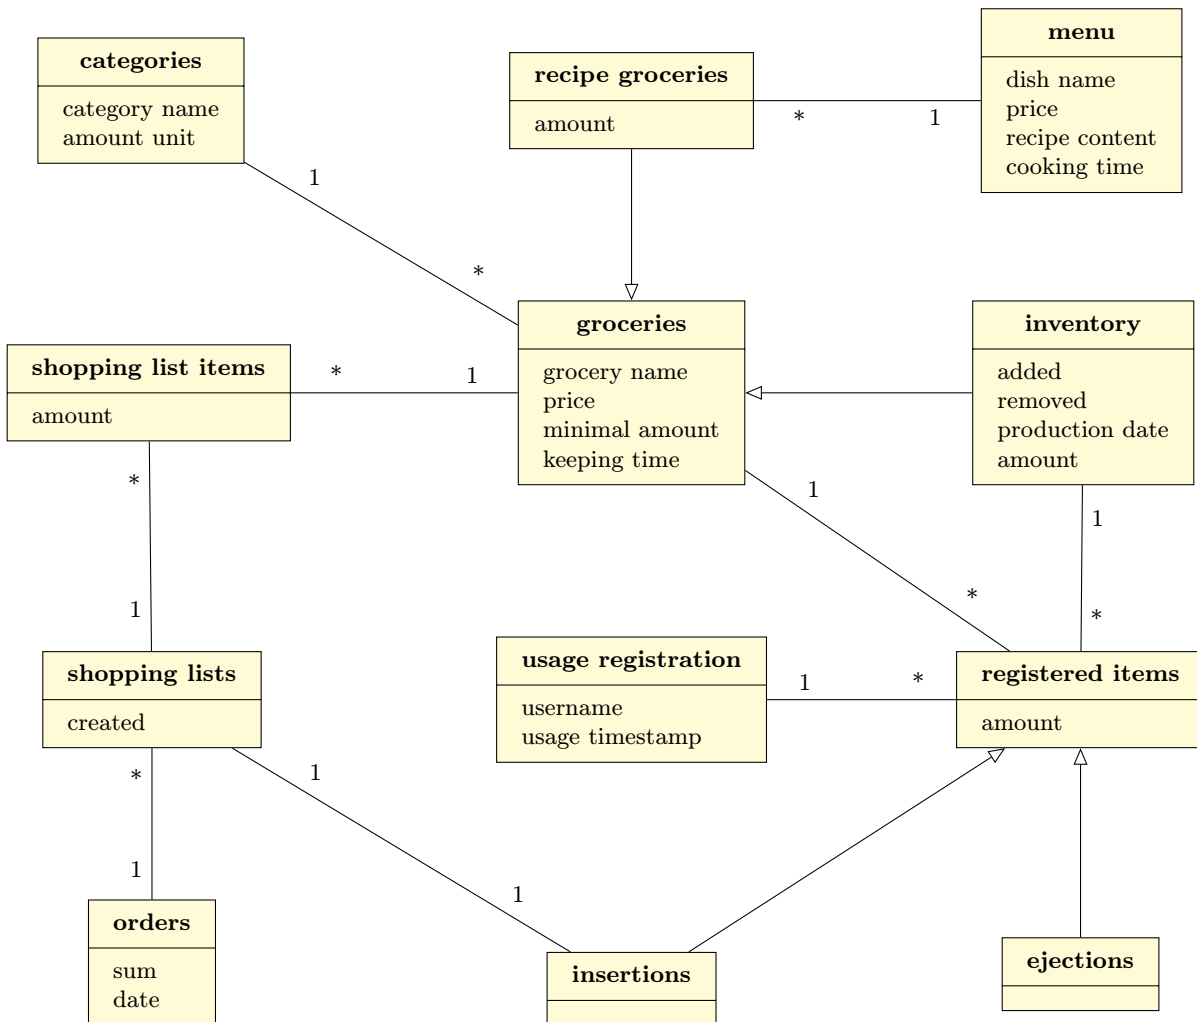 menu
dish name
price
recipe content
cooking time
categories
category name
amount unit
recipe groceries
amount
*
1
1
*
groceries
grocery name
price
minimal amount
keeping time
inventory
added
removed
production date
amount
shopping list items
amount
*
1
*
1
1
*
1
*
shopping lists
created
usage registration
username
usage timestamp
1
*
registered items
amount
*
1
1
1
orders
sum
date
insertions
ejections